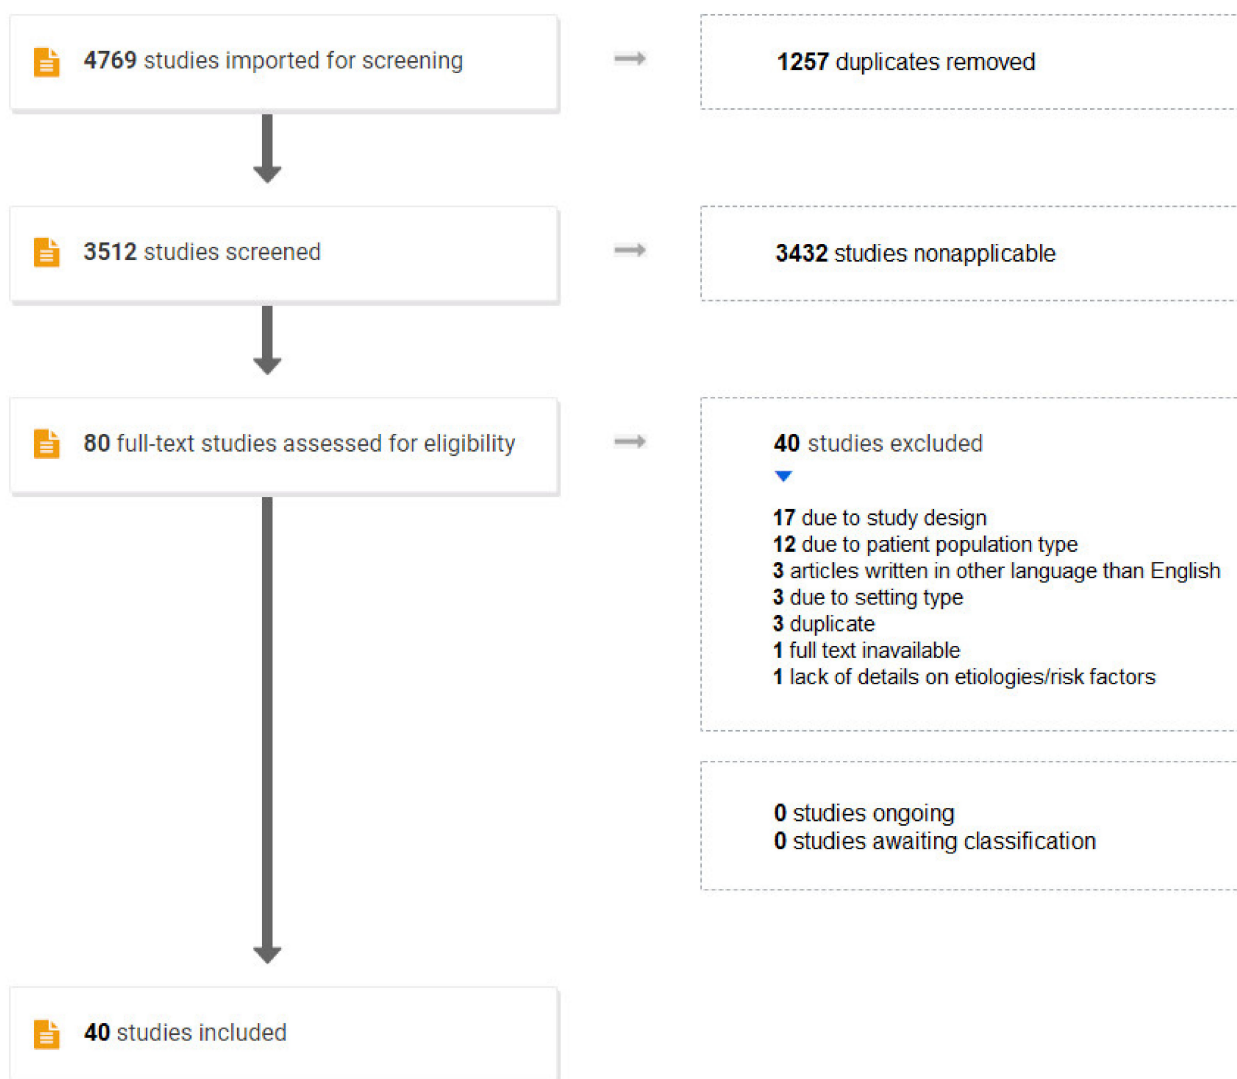 4769 studies imported for screening
1257 duplicates removed
3512 studies screened
3432 studies nonapplicable
80 full-text studies assessed for eligibility
40 studies excluded
17 due to study design
12 due to patient population type
3 articles written in other language than English
3 due to setting type
3 duplicate
1 full text inavailable
1 lack of details on etiologies/risk factors
0 studies ongoing
0 studies awaiting classification
40 studies included